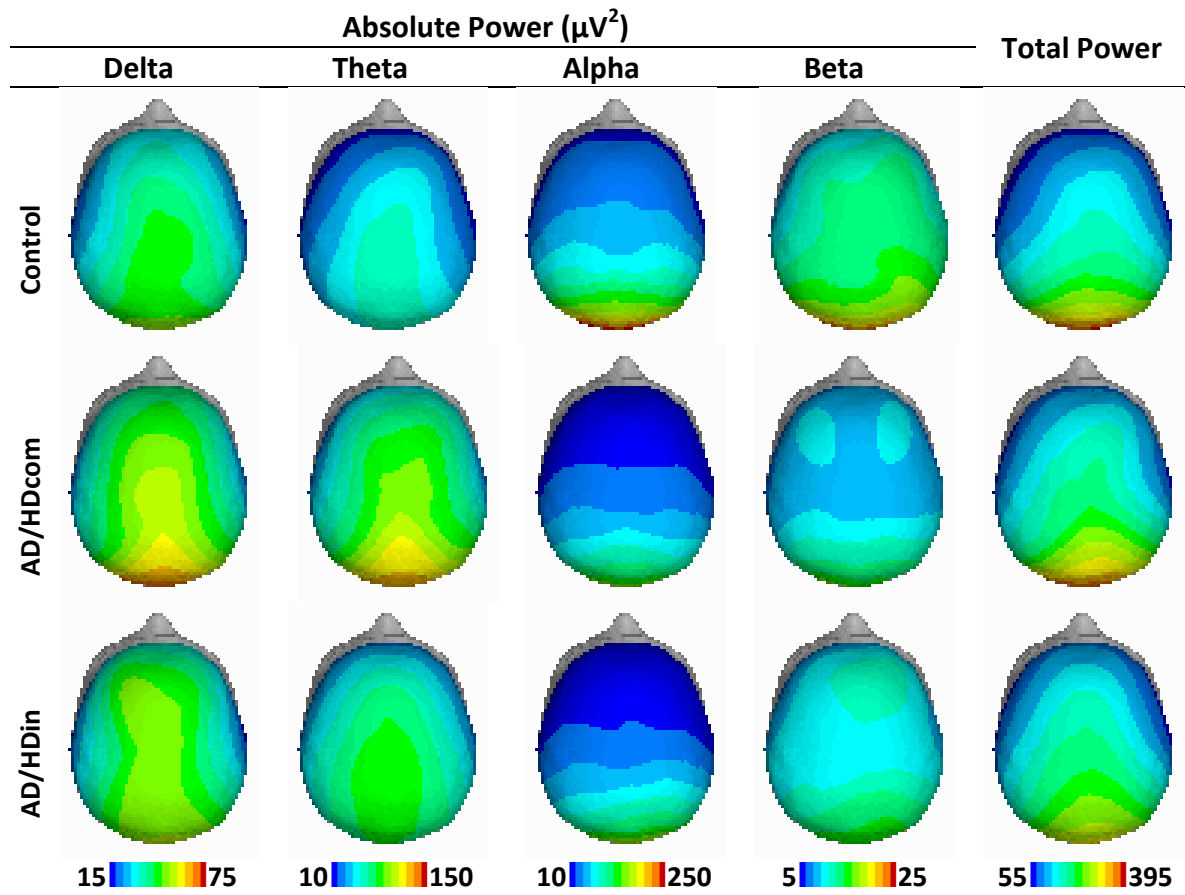 Absolute Power (µV²)
Total Power
Delta Theta Alpha Beta
Control
AD/HDcom
AD/HDin
15 75 10 150 10 250 5 25 55 395